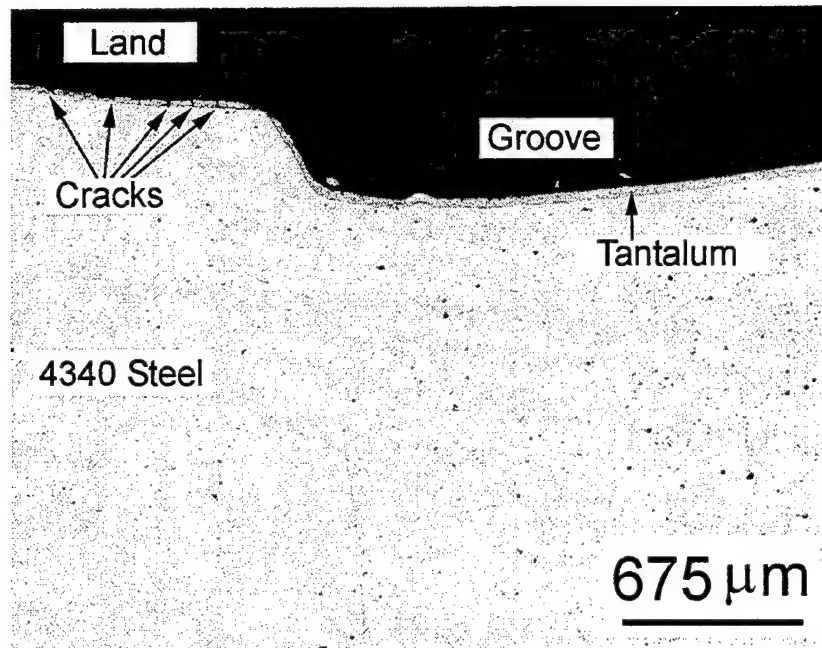 Land
Groove
Cracks
Tantalum
4340 Steel
675 μm